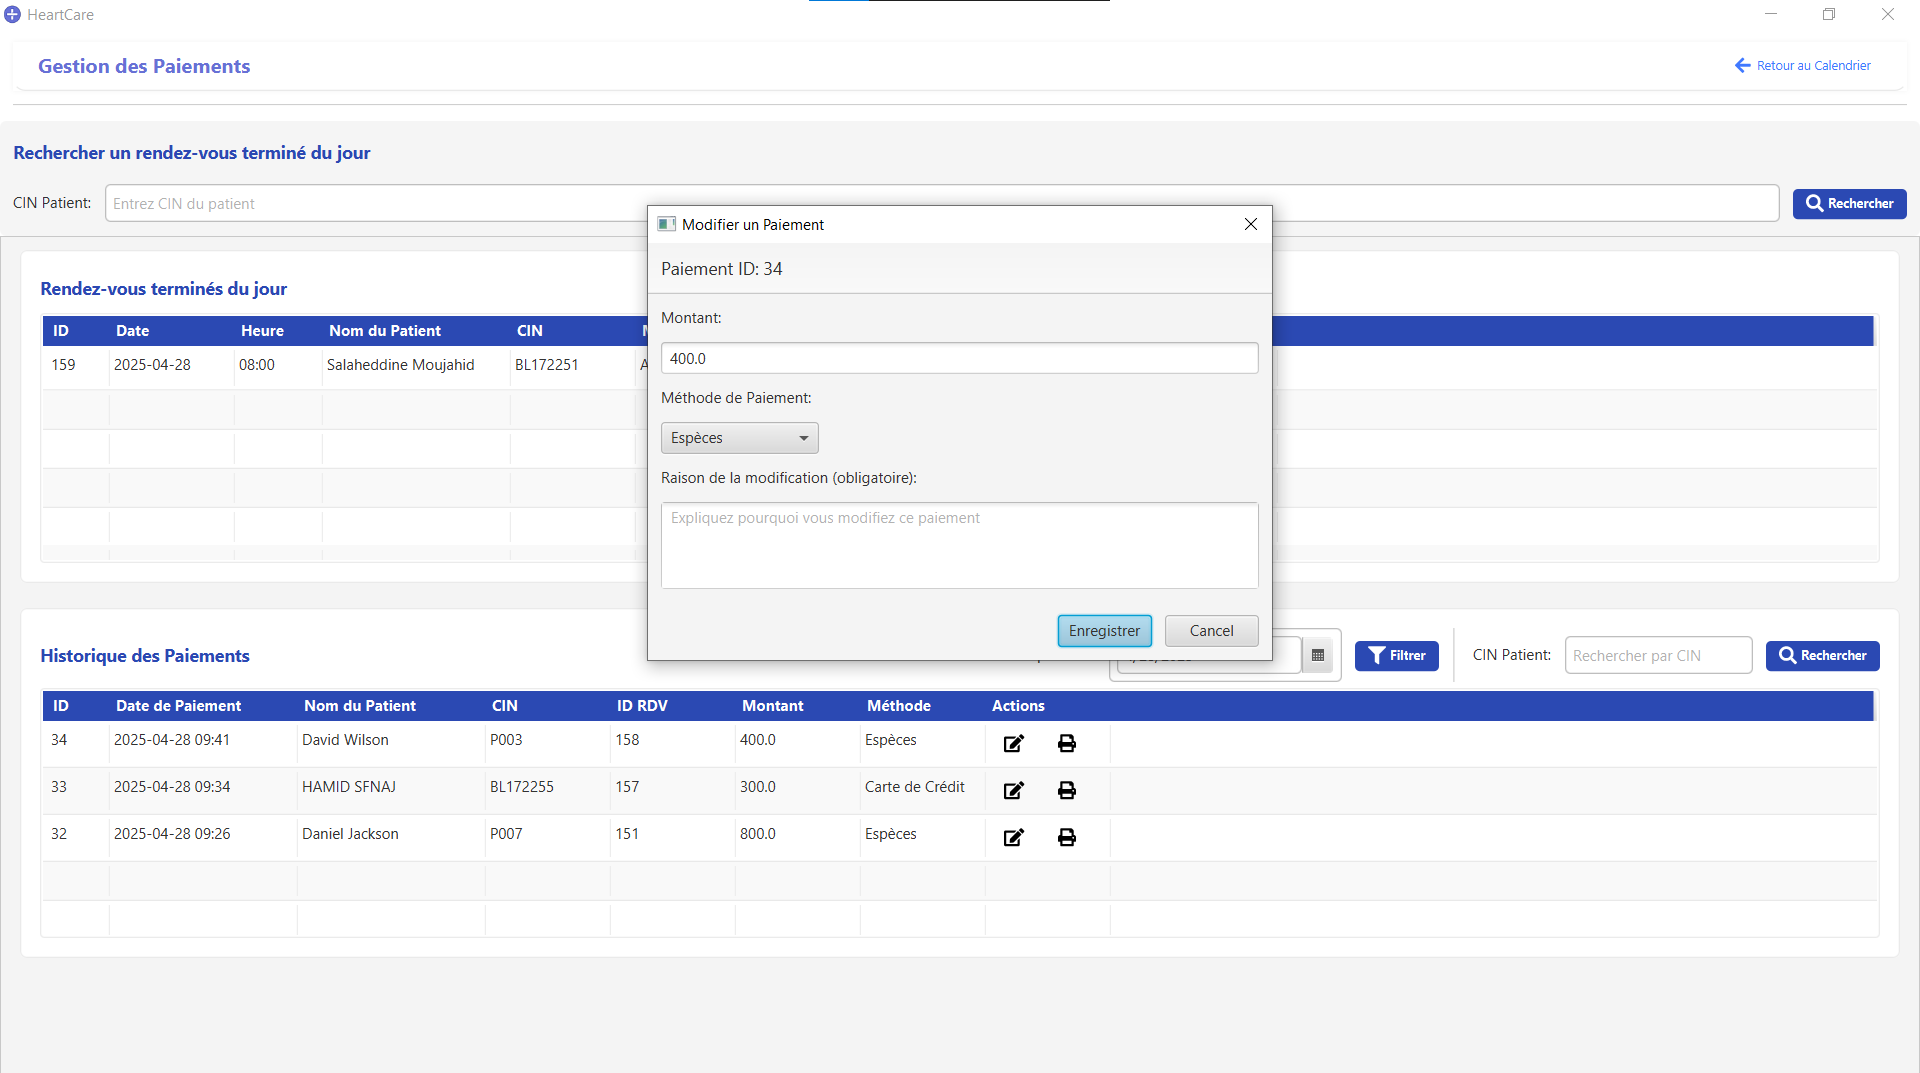 HeartCare
Gestion des Paiements
Retour au Calendrier
Rechercher un rendez-vous terminé du jour
CIN Patient:
Entrez CIN du patient
Rechercher
Modifier un Paiement
Paiement ID: 34
Montant:
400.0
Méthode de Paiement:
Espèces
Raison de la modification (obligatoire):
Expliquez pourquoi vous modifiez ce paiement
Enregistrer Cancel
Rendez-vous terminés du jour
ID Date Heure Nom du Patient CIN
159 2025-04-28 08:00 Salaheddine Moujahid BL172251
Historique des Paiements
Filtrer
CIN Patient:
Rechercher par CIN
Rechercher
ID Date de Paiement Nom du Patient CIN ID RDV Montant Méthode Actions
34 2025-04-28 09:41 David Wilson P003 158 400.0 Espèces
33 2025-04-28 09:34 HAMID SFNAJ BL172255 157 300.0 Carte de Crédit
32 2025-04-28 09:26 Daniel Jackson P007 151 800.0 Espèces